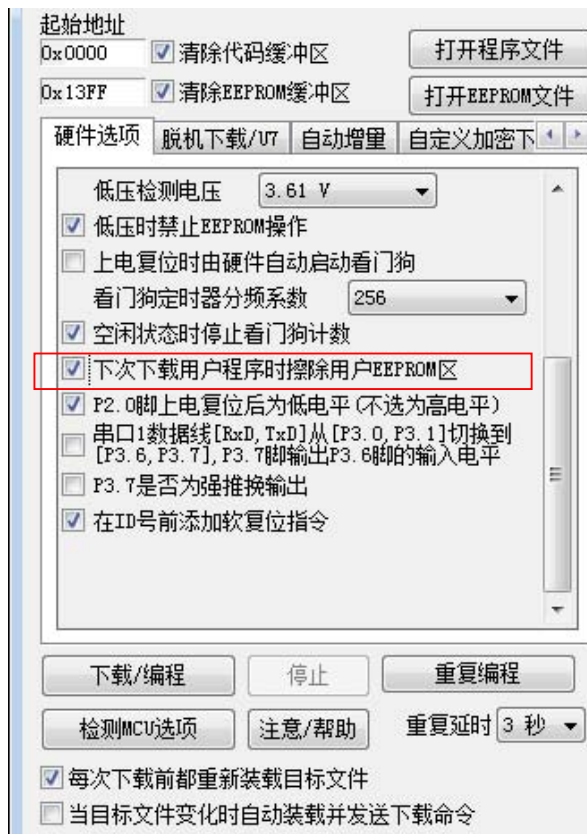 起始地址
0x0000 清除代码缓冲区 打开程序文件
0x13FF 清除EEPROM缓冲区 打开EEPROM文件
硬件选项 脱机下载/U7 自动增量 自定义加密下
低压检测电压 3.61 V
低压时禁止EEPROM操作
上电复位时由硬件自动启动看门狗
看门狗定时器分频系数 256
空闲状态时停止看门狗计数
下次下载用户程序时擦除用户EEPROM区
P2.0脚上电复位后为低电平(不选为高电平)
串口1数据线[RxD,TxD]从[P3.0,P3.1]切换到
[P3.6,P3.7],P3.7脚输出P3.6脚的输入电平
P3.7是否为强推挽输出
在ID号前添加软复位指令
下载/编程 停止 重复编程
检测MCU选项 注意/帮助 重复延时 3 秒
每次下载前都重新装载目标文件
当目标文件变化时自动装载并发送下载命令